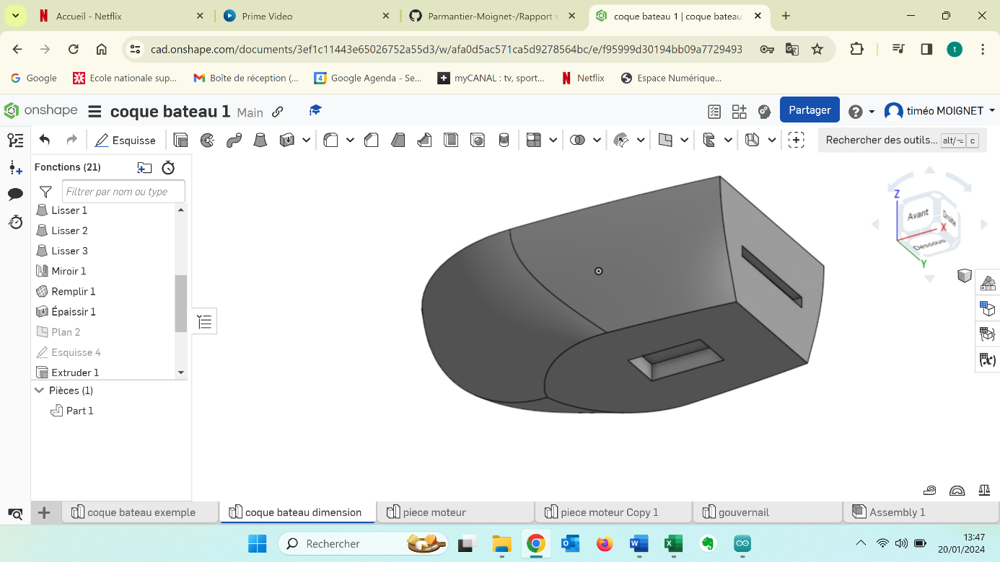 Accueil - Netflix
Prime Video
Parmantier-Moignet-/Rapport s
coque bateau 1 | coque bateau
cad.onshape.com/documents/3ef1c11443e65026752a55d3/w/afa0d5ac571ca5d9278564bc/e/f95999d30194bb09a7729493
t
Google
Ecole nationale sup...
Boîte de réception (...
Google Agenda - Se...
myCANAL : tv, sport...
Netflix
Espace Numérique...
onshape
coque bateau 1 Main
Partager
timéo MOIGNET
Esquisse
Rechercher des outils... alt/⌥ c
Fonctions (21)
Filtrer par nom ou type
Lisser 1
Lisser 2
Lisser 3
Miroir 1
Remplir 1
Épaissir 1
Plan 2
Esquisse 4
Extruder 1
Pièces (1)
Part 1
Z
Avant
Droite
X
Dessous
Y
coque bateau exemple
coque bateau dimension
piece moteur
piece moteur Copy 1
gouvernail
Assembly 1
Rechercher
13:47
20/01/2024